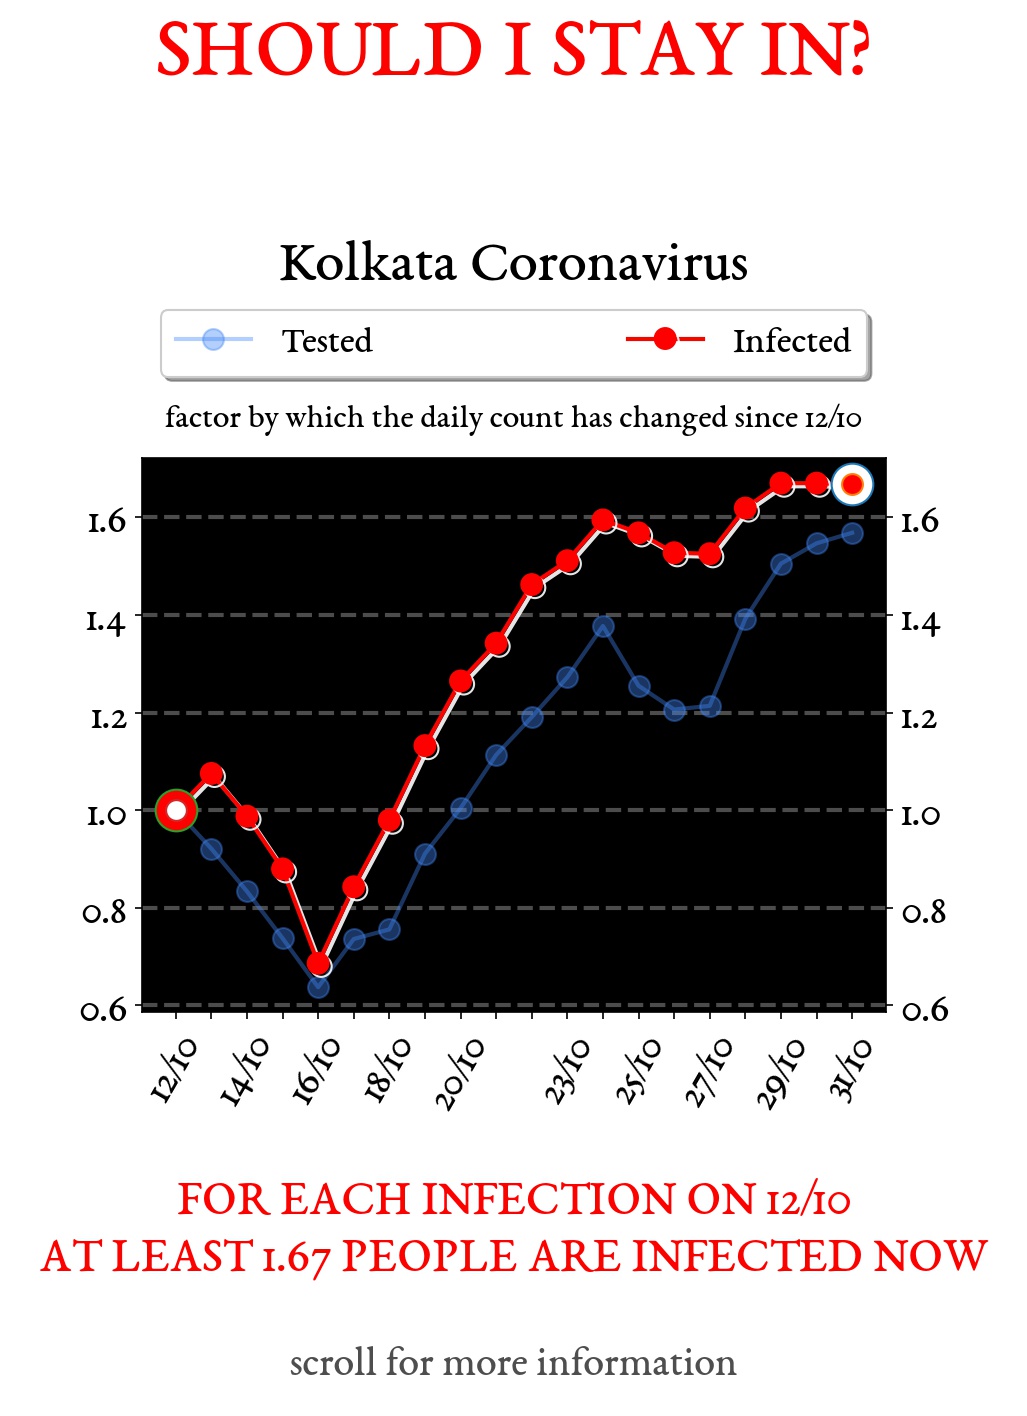 SHOULD I STAY IN?
Kolkata Coronavirus
Tested Infected
factor by which the daily count has changed since 12/10
1.6 1.6
1.4 1.4
1.2 1.2
1.0 1.0
0.8 0.8
0.6 0.6
12/10 14/10 16/10 18/10 20/10 23/10 25/10 27/10 29/10 31/10
FOR EACH INFECTION ON 12/10
AT LEAST 1.67 PEOPLE ARE INFECTED NOW
scroll for more information